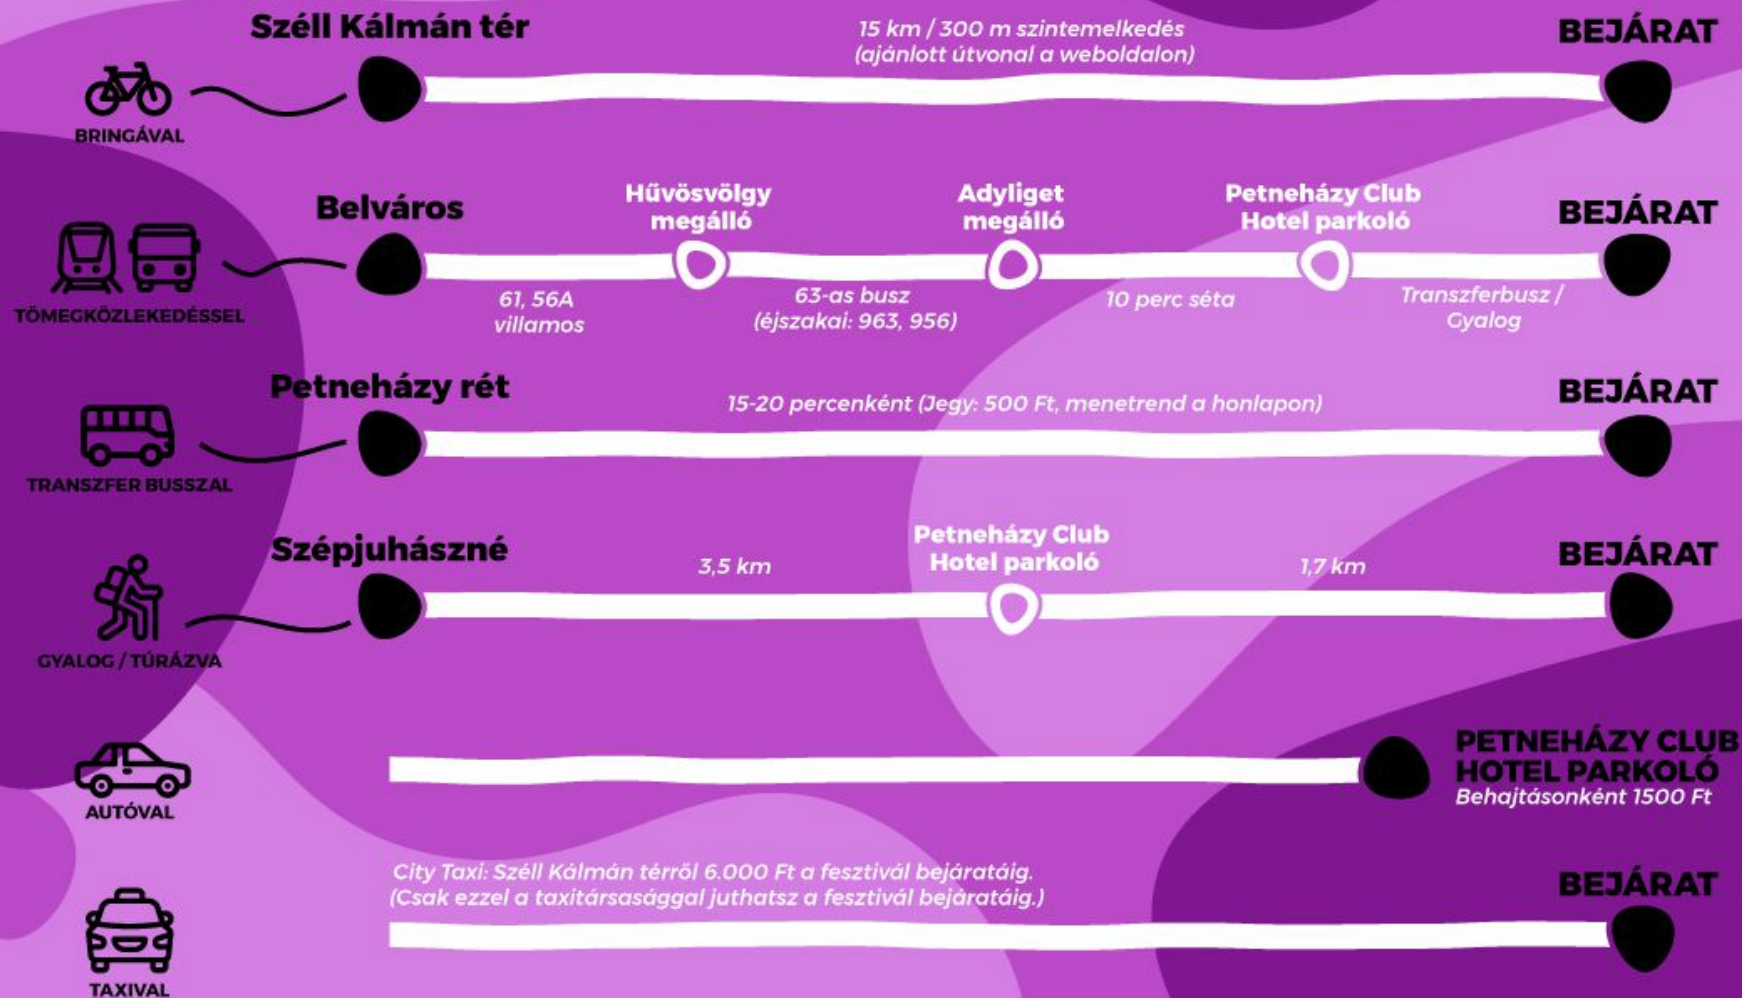 Széll Kálmán tér
15 km / 300 m szintemelkedés
(ajánlott útvonal a weboldalon)
BEJÁRAT
BRINGÁVAL
Belváros
Hűvösvölgy
megálló
Adyliget
megálló
Petneházy Club
Hotel parkoló
BEJÁRAT
TÖMEGKÖZLEKEDÉSSEL
61, 56A
villamos
63-as busz
(éjszakai: 963, 956)
10 perc séta
Transzferbusz /
Gyalog
Petneházy rét
15-20 percenként (Jegy: 500 Ft, menetrend a honlapon)
BEJÁRAT
TRANSZFER BUSSZAL
Szépjuhászné
3,5 km
Petneházy Club
Hotel parkoló
1,7 km
BEJÁRAT
GYALOG / TÚRÁZVA
AUTÓVAL
PETNEHÁZY CLUB
HOTEL PARKOLÓ
Behajtásonként 1500 Ft
City Taxi: Széll Kálmán térről 6.000 Ft a fesztivál bejáratáig.
(Csak ezzel a taxitársasággal juthatsz a fesztivál bejáratáig.)
BEJÁRAT
TAXIVAL